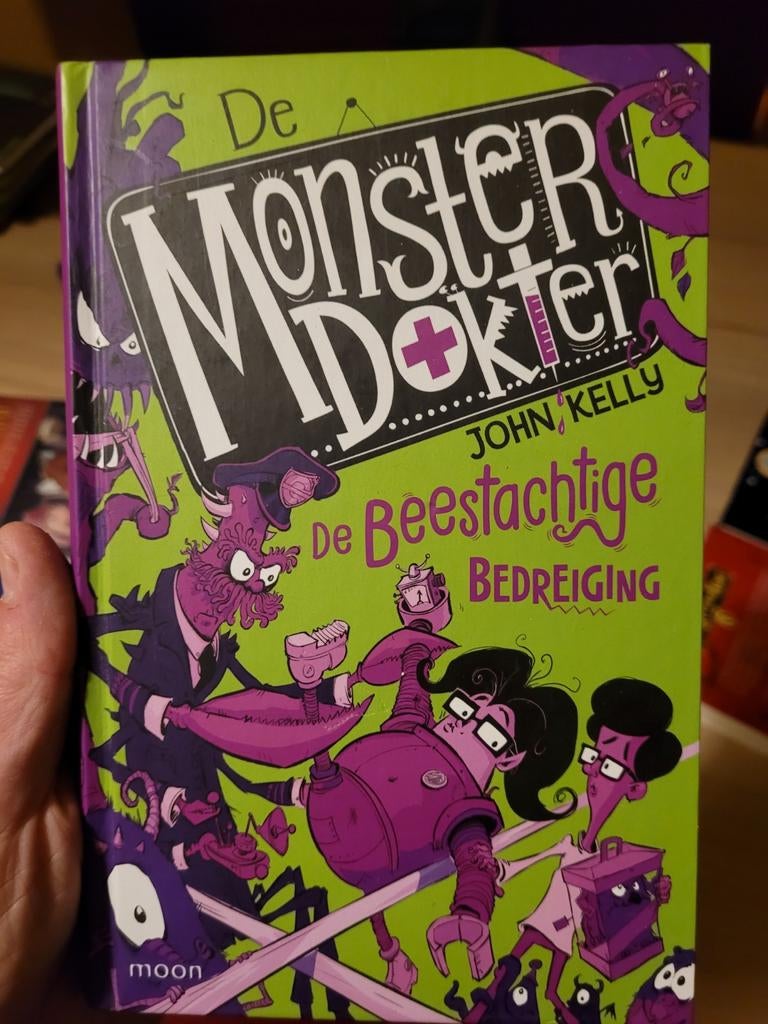 De
Monster
Dokter
JOHN KELLY
De Beestachtige
BEDREIGING
moon